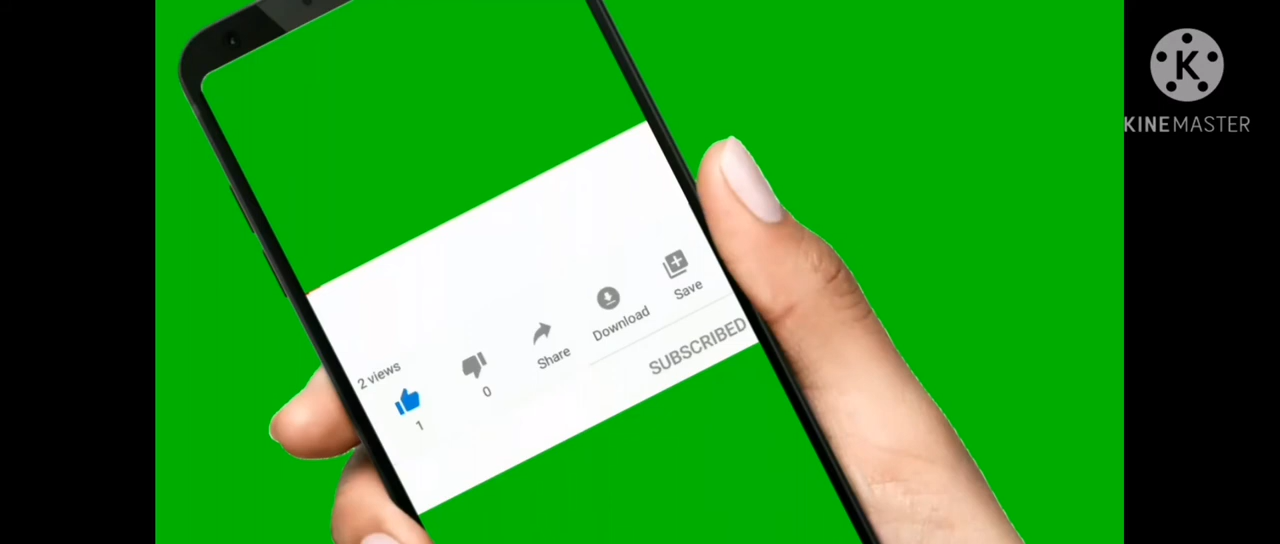 K
KINEMASTER
2 views
1
0
Share
Download
Save
SUBSCRIBED